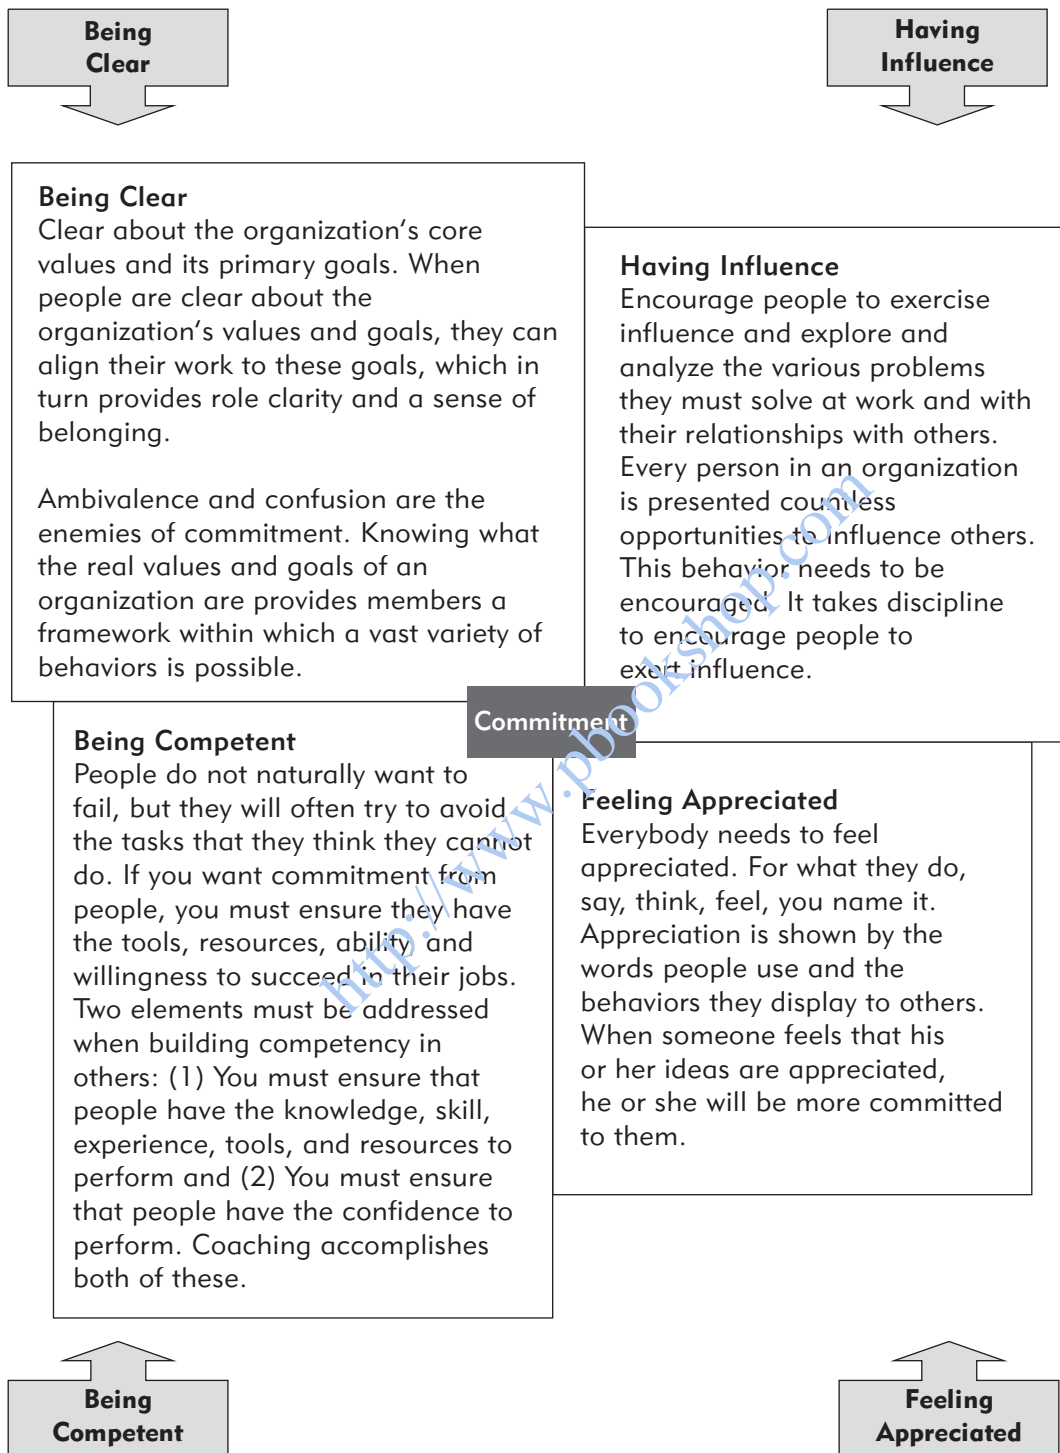 Being
Clear
Having
Influence
Being Clear
Clear about the organization's core
values and its primary goals. When
people are clear about the
organization's values and goals, they can
align their work to these goals, which in
turn provides role clarity and a sense of
belonging.
Ambivalence and confusion are the
enemies of commitment. Knowing what
the real values and goals of an
organization are provides members a
framework within which a vast variety of
behaviors is possible.
Having Influence
Encourage people to exercise
influence and explore and
analyze the various problems
they must solve at work and with
their relationships with others.
Every person in an organization
is presented countless
opportunities to influence others.
This behavior needs to be
encouraged. It takes discipline
to encourage people to
exert influence.
Commitment
Being Competent
People do not naturally want to
fail, but they will often try to avoid
the tasks that they think they cannot
do. If you want commitment from
people, you must ensure they have
the tools, resources, ability, and
willingness to succeed in their jobs.
Two elements must be addressed
when building competency in
others: (1) You must ensure that
people have the knowledge, skill,
experience, tools, and resources to
perform and (2) You must ensure
that people have the confidence to
perform. Coaching accomplishes
both of these.
Feeling Appreciated
Everybody needs to feel
appreciated. For what they do,
say, think, feel, you name it.
Appreciation is shown by the
words people use and the
behaviors they display to others.
When someone feels that his
or her ideas are appreciated,
he or she will be more committed
to them.
Being
Competent
Feeling
Appreciated
http://www.pbookshop.com